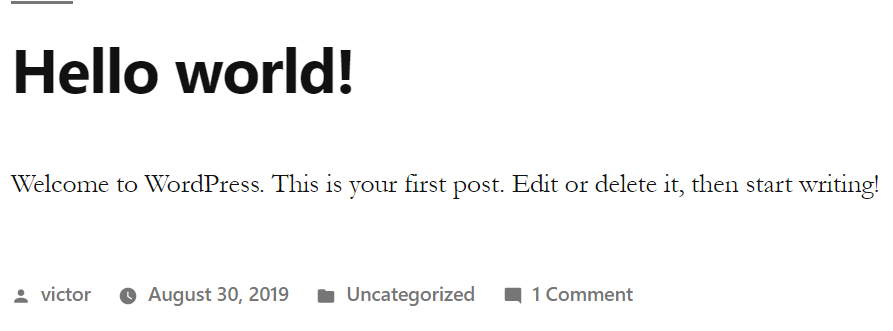 Hello world!
Welcome to WordPress. This is your first post. Edit or delete it, then start writing!
victor August 30, 2019 Uncategorized 1 Comment